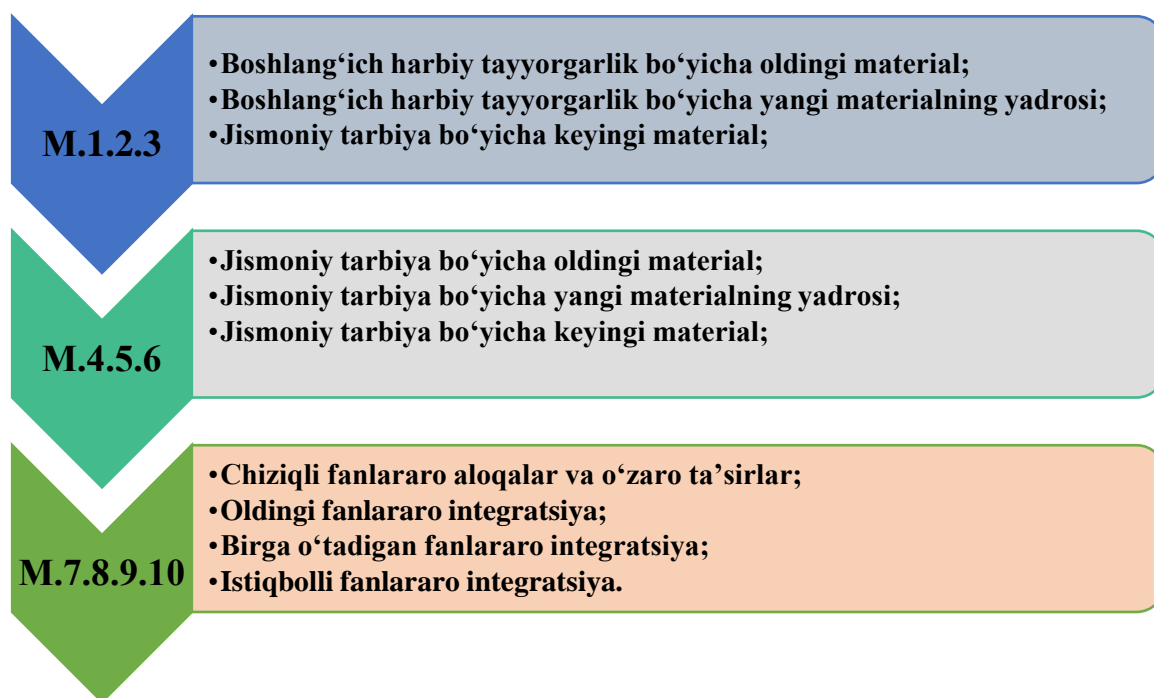 M.1.2.3
•Boshlang‘ich harbiy tayyorgarlik bo‘yicha oldingi material;
•Boshlang‘ich harbiy tayyorgarlik bo‘yicha yangi materialning yadrosi;
•Jismoniy tarbiya bo‘yicha keyingi material;
M.4.5.6
•Jismoniy tarbiya bo‘yicha oldingi material;
•Jismoniy tarbiya bo‘yicha yangi materialning yadrosi;
•Jismoniy tarbiya bo‘yicha keyingi material;
M.7.8.9.10
•Chiziqli fanlararo aloqalar va o‘zaro ta’sirlar;
•Oldingi fanlararo integratsiya;
•Birga o‘tadigan fanlararo integratsiya;
•Istiqbolli fanlararo integratsiya.